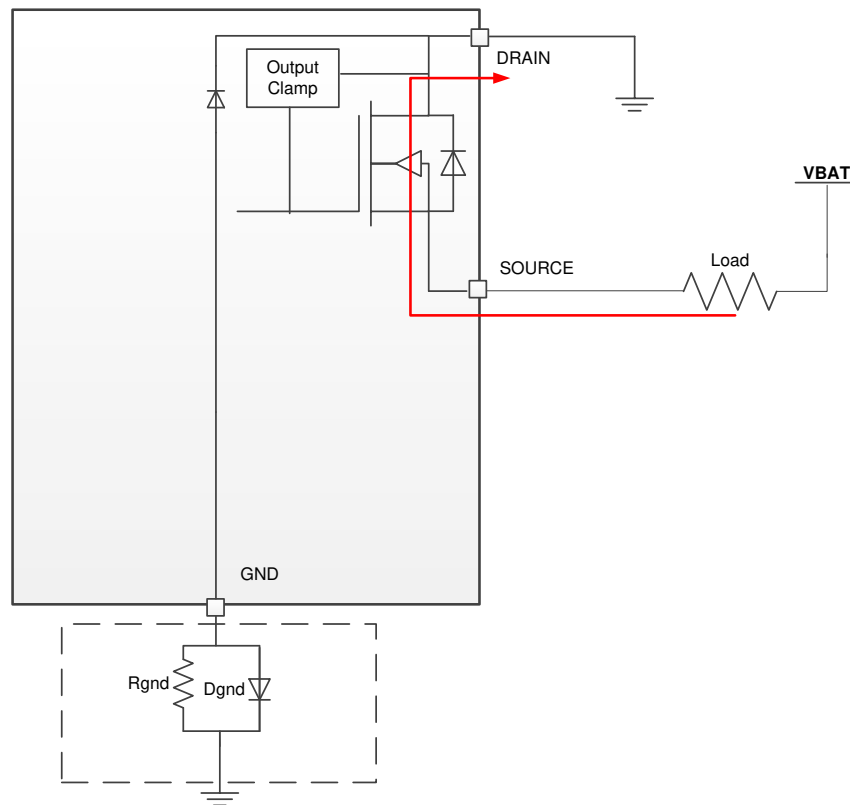 DRAIN
Output
Clamp
VBAT
SOURCE
Load
GND
Rgnd
Dgnd